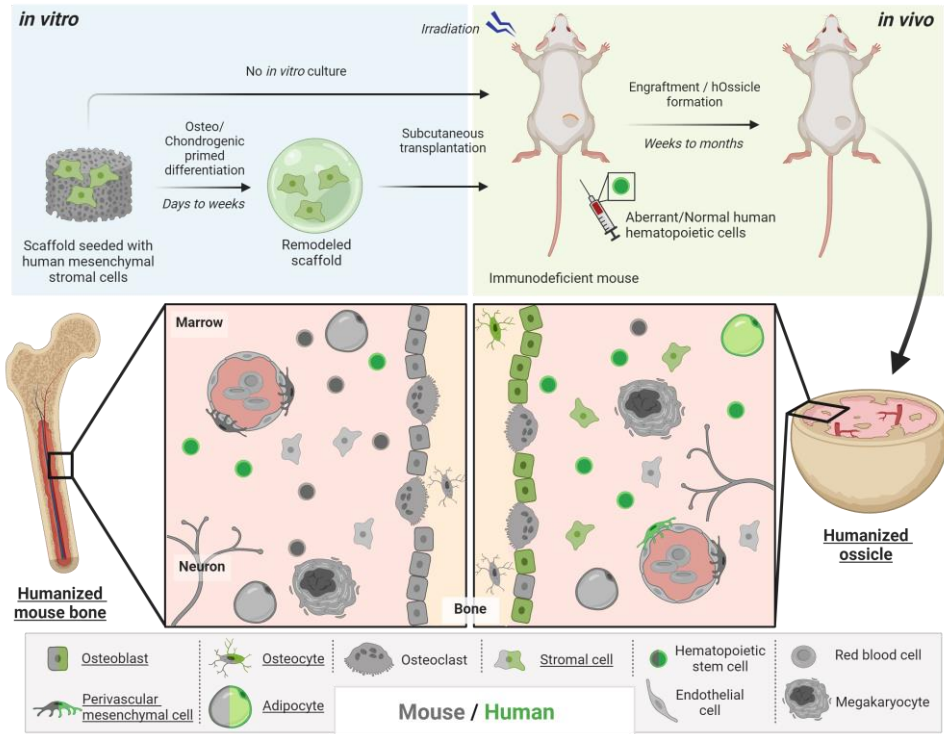 in vitro
in vivo
Irradiation
No in vitro culture
Osteo/
Chondrogenic
primed
differentiation
Days to weeks
Subcutaneous
transplantation
Engraftment / hOssicle
formation
Weeks to months
Scaffold seeded with
human mesenchymal
stromal cells
Remodeled
scaffold
Aberrant/Normal human
hematopoietic cells
Immunodeficient mouse
Marrow
Neuron
Bone
Humanized
mouse bone
Humanized
ossicle
Osteoblast
Osteocyte
Osteoclast
Stromal cell
Hematopoietic
stem cell
Red blood cell
Perivascular
mesenchymal cell
Adipocyte
Mouse / Human
Endothelial
cell
Megakaryocyte